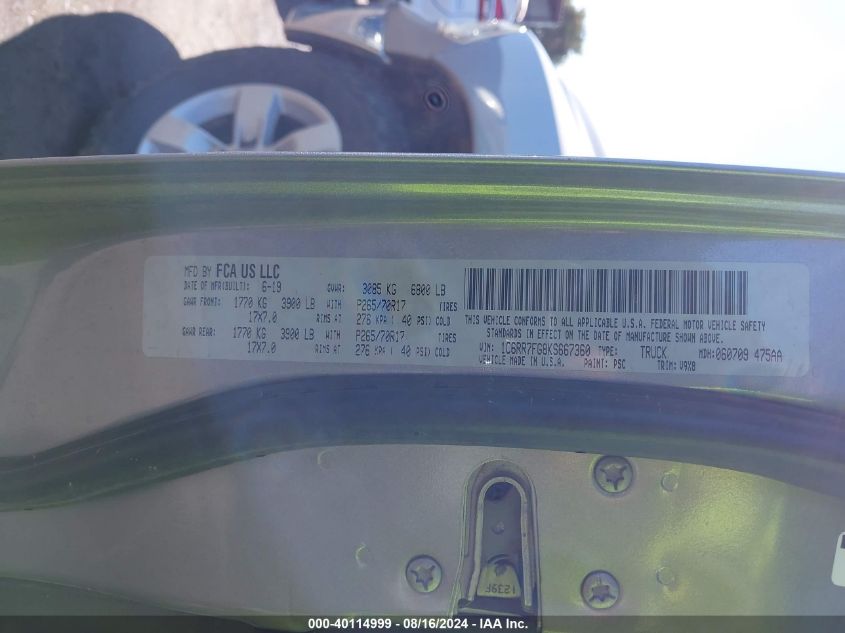 MFD BY FCA US LLC
DATE OF MFR(BUILT): 6-19 GVWR: 3085 KG 6800 LB
GAWR FRONT: 1770 KG 3900 LB WITH P265/70R17 TIRES
17X7.0 RIMS AT 276 KPA ( 40 PSI) COLD
GAWR REAR: 1770 KG 3900 LB WITH P265/70R17 TIRES
17X7.0 RIMS AT 276 KPA ( 40 PSI) COLD
THIS VEHICLE CONFORMS TO ALL APPLICABLE U.S.A. FEDERAL MOTOR VEHICLE SAFETY
STANDARDS IN EFFECT ON THE DATE OF MANUFACTURE SHOWN ABOVE.
VIN: 1C6RR7FG8KS667360 TYPE: TRUCK MDH:060709 475AA
VEHICLE MADE IN U.S.A. PAINT: PSC TRIM: V9X8
1239F
000-40114999 - 08/16/2024 - IAA Inc.